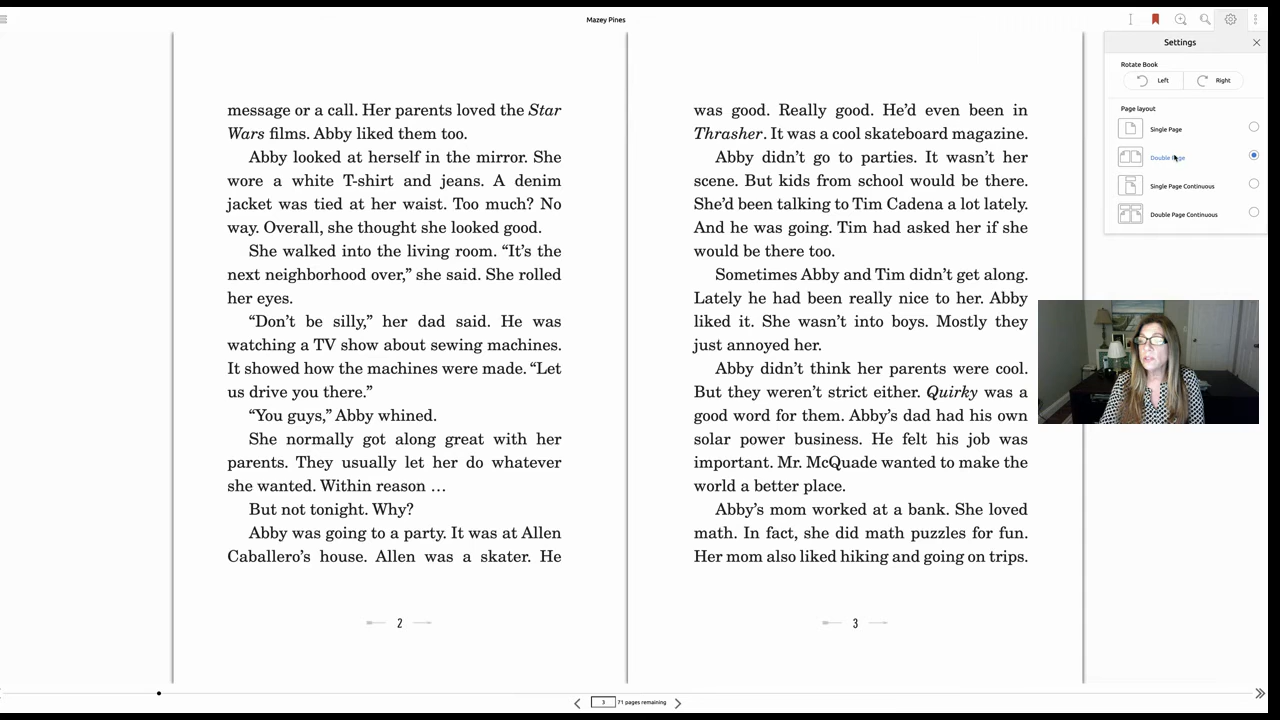 Mazey Pines
message or a call. Her parents loved the Star
Wars films. Abby liked them too.
Abby looked at herself in the mirror. She
wore a white T-shirt and jeans. A denim
jacket was tied at her waist. Too much? No
way. Overall, she thought she looked good.
She walked into the living room. “It’s the
next neighborhood over,” she said. She rolled
her eyes.
“Don’t be silly,” her dad said. He was
watching a TV show about sewing machines.
It showed how the machines were made. “Let
us drive you there.”
“You guys,” Abby whined.
She normally got along great with her
parents. They usually let her do whatever
she wanted. Within reason …
But not tonight. Why?
Abby was going to a party. It was at Allen
Caballero’s house. Allen was a skater. He
2
was good. Really good. He’d even been in
Thrasher. It was a cool skateboard magazine.
Abby didn’t go to parties. It wasn’t her
scene. But kids from school would be there.
She’d been talking to Tim Cadena a lot lately.
And he was going. Tim had asked her if she
would be there too.
Sometimes Abby and Tim didn’t get along.
Lately he had been really nice to her. Abby
liked it. She wasn’t into boys. Mostly they
just annoyed her.
Abby didn’t think her parents were cool.
But they weren’t strict either. Quirky was a
good word for them. Abby’s dad had his own
solar power business. He felt his job was
important. Mr. McQuade wanted to make the
world a better place.
Abby’s mom worked at a bank. She loved
math. In fact, she did math puzzles for fun.
Her mom also liked hiking and going on trips.
3
Settings
Rotate Book
Left Right
Page layout
Single Page
Double Page
Single Page Continuous
Double Page Continuous
3 71 pages remaining